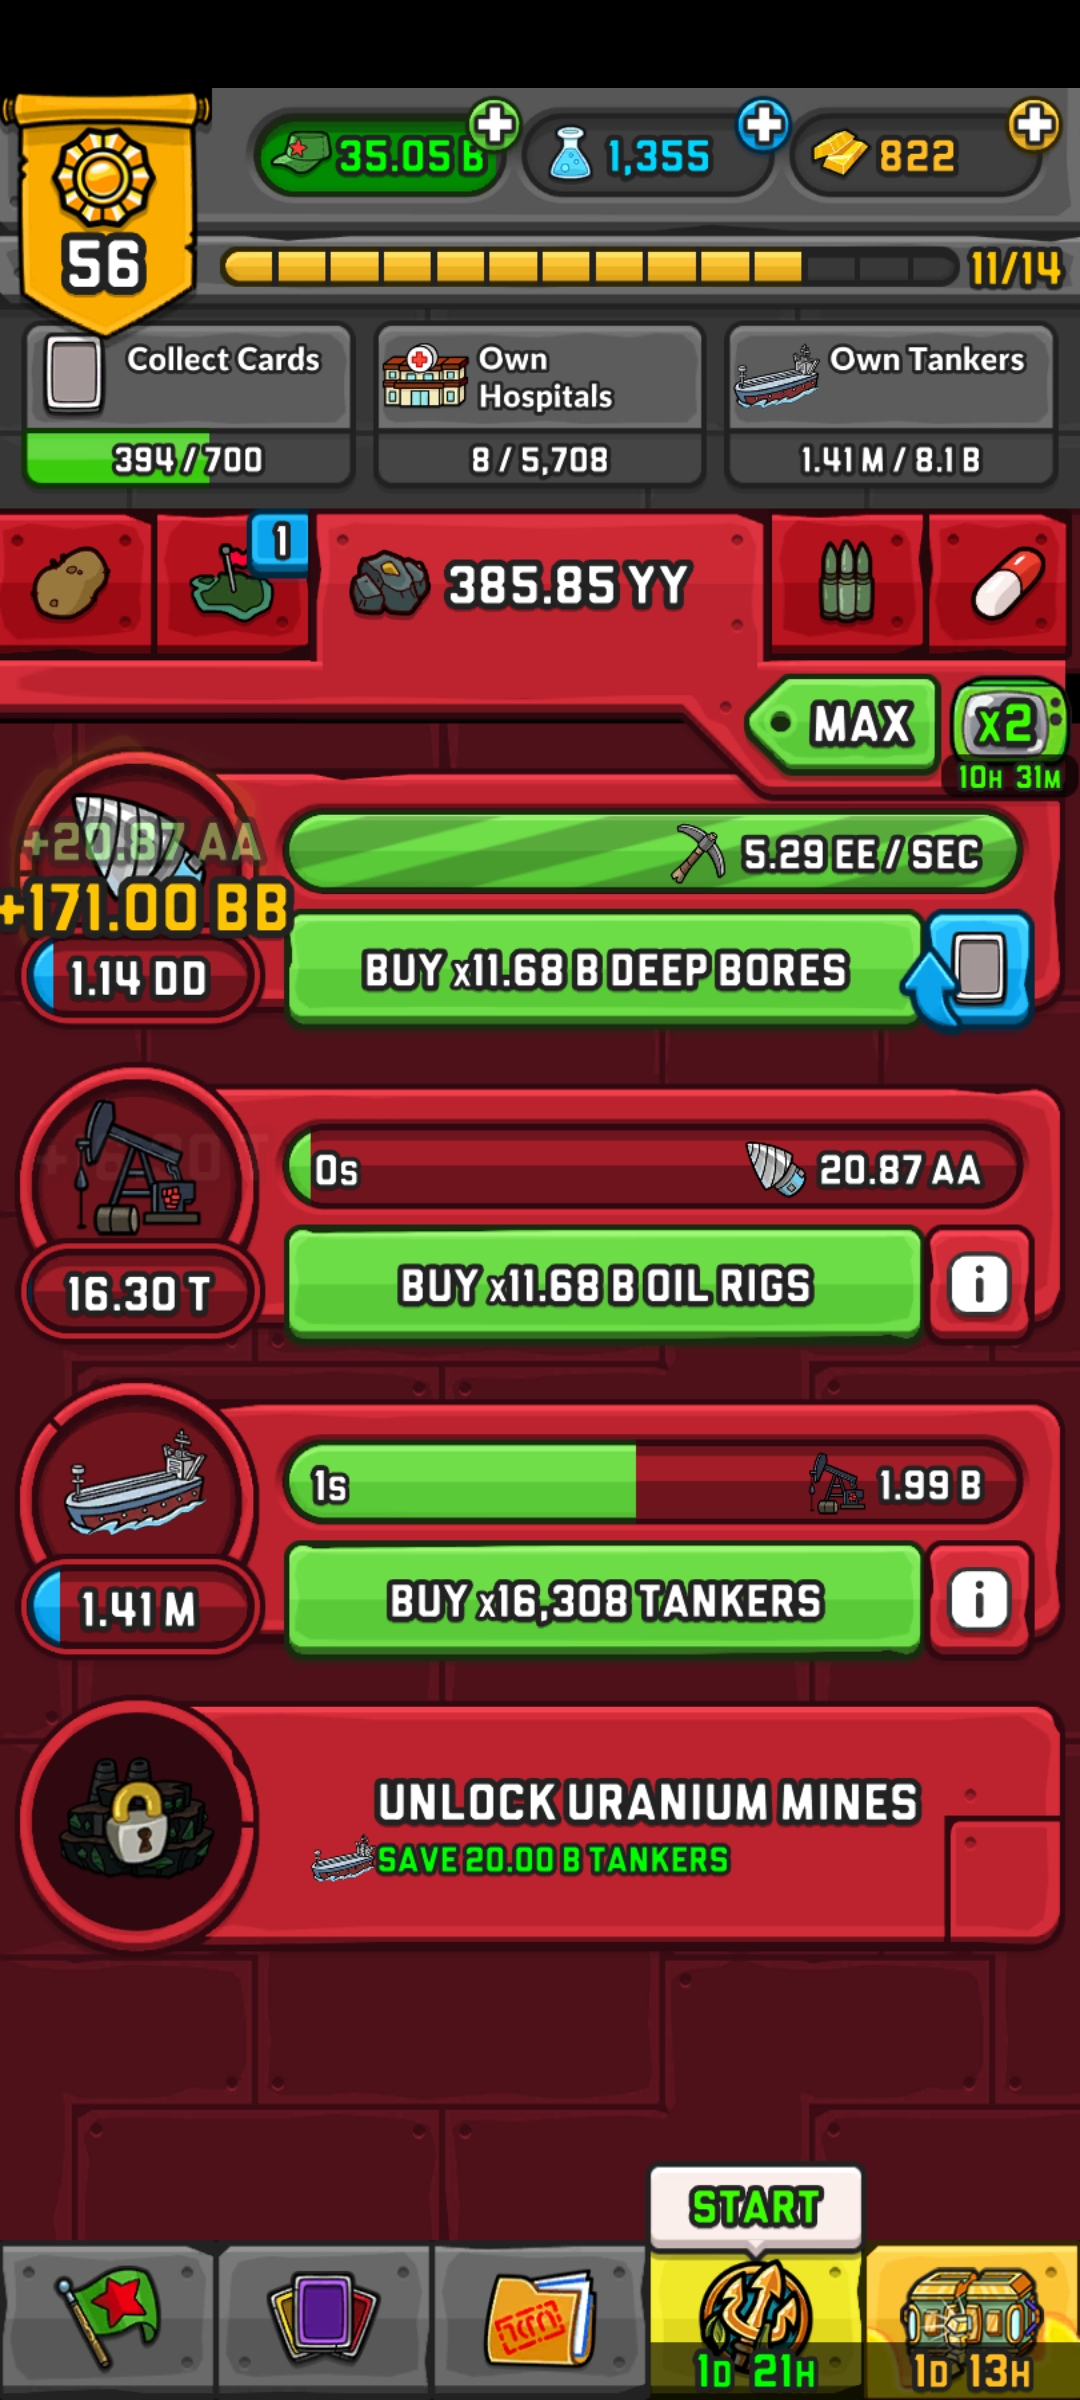 35.05 B
1,355
822
56
11/14
Collect Cards
394 / 700
Own
Hospitals
8 / 5,708
Own Tankers
1.41 M / 8.1 B
1
385.85 YY
MAX
x2
10H 31M
+20.87 AA
+171.00 BB
5.29 EE / SEC
1.14 DD
BUY x11.68 B DEEP BORES
0s
20.87 AA
16.30 T
BUY x11.68 B OIL RIGS
i
1s
1.99 B
1.41 M
BUY x16,308 TANKERS
i
UNLOCK URANIUM MINES
SAVE 20.00 B TANKERS
START
1D 21H
1D 13H